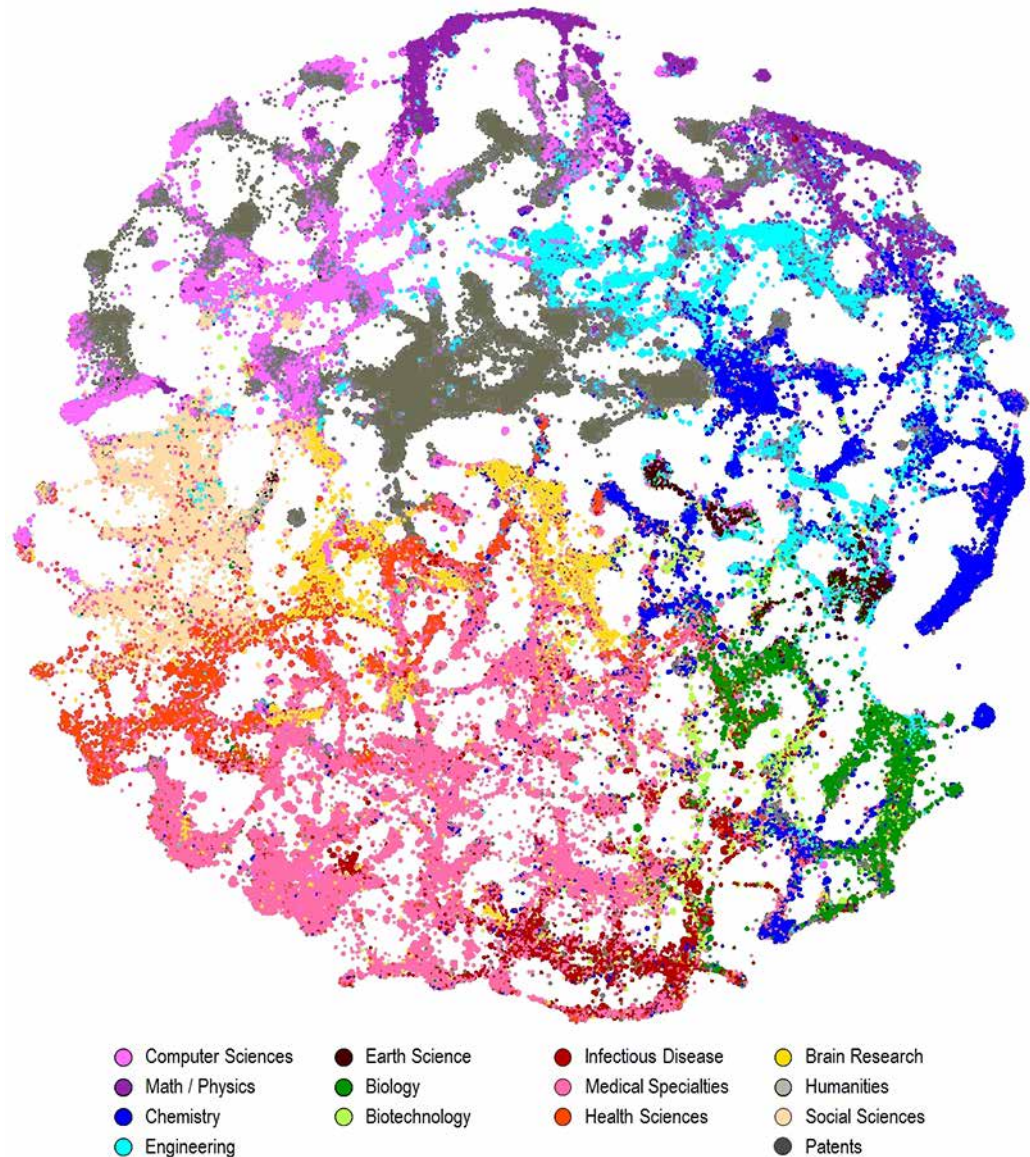 Computer Sciences
Earth Science
Infectious Disease
Brain Research
Math / Physics
Biology
Medical Specialties
Humanities
Chemistry
Biotechnology
Health Sciences
Social Sciences
Engineering
Patents